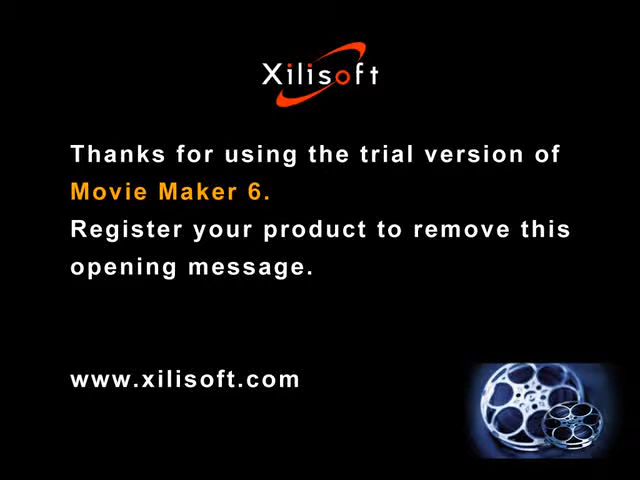 Xilisoft
Thanks for using the trial version of
Movie Maker 6.
Register your product to remove this
opening message.
www.xilisoft.com